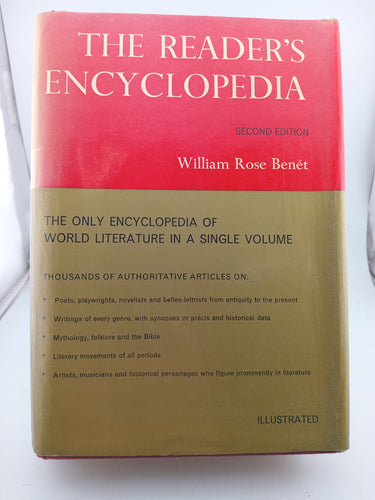 THE READER'S
ENCYCLOPEDIA
SECOND EDITION
William Rose Benét
THE ONLY ENCYCLOPEDIA OF
WORLD LITERATURE IN A SINGLE VOLUME
THOUSANDS OF AUTHORITATIVE ARTICLES ON:
• Poets, playwrights, novelists and belles-lettrists from antiquity to the present
• Writings of every genre, with synopses or précis and historical data
• Mythology, folklore and the Bible
• Literary movements of all periods
• Artists, musicians and historical personages who figure prominently in literature
ILLUSTRATED